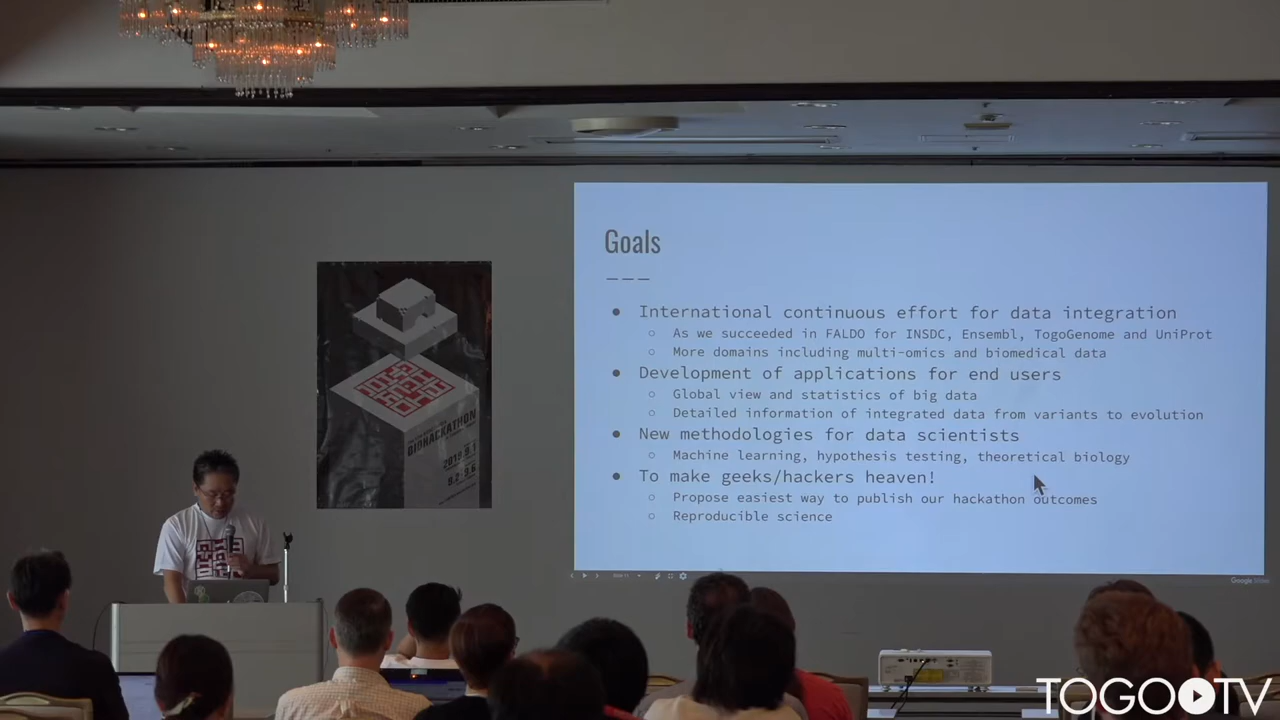 Goals
● International continuous effort for data integration
○ As we succeeded in FALDO for INSDC, Ensembl, TogoGenome and UniProt
○ More domains including multi-omics and biomedical data
● Development of applications for end users
○ Global view and statistics of big data
○ Detailed information of integrated data from variants to evolution
● New methodologies for data scientists
○ Machine learning, hypothesis testing, theoretical biology
● To make geeks/hackers heaven!
○ Propose easiest way to publish our hackathon outcomes
○ Reproducible science
Google Slides
BIOHACKATHON
TOGOTV